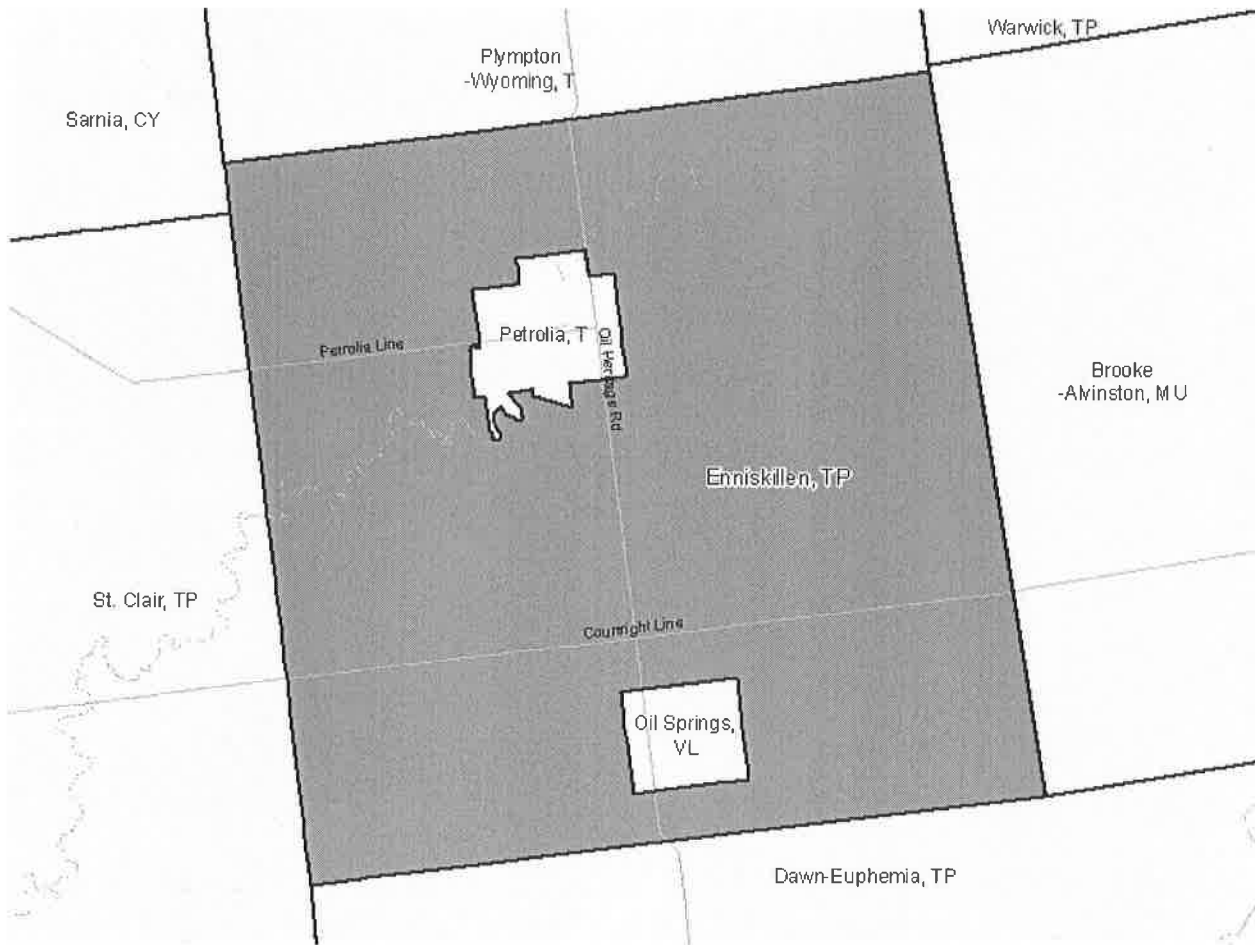 Warwick, TP
Plympton
-Wyoming, T
Sarnia, CY
Petrolia, T
Petrolia Line
Oil Heritage Rd
Brooke
-Alvinston, MU
Enniskillen, TP
St. Clair, TP
Courtright Line
Oil Springs,
VL
Dawn-Euphemia, TP